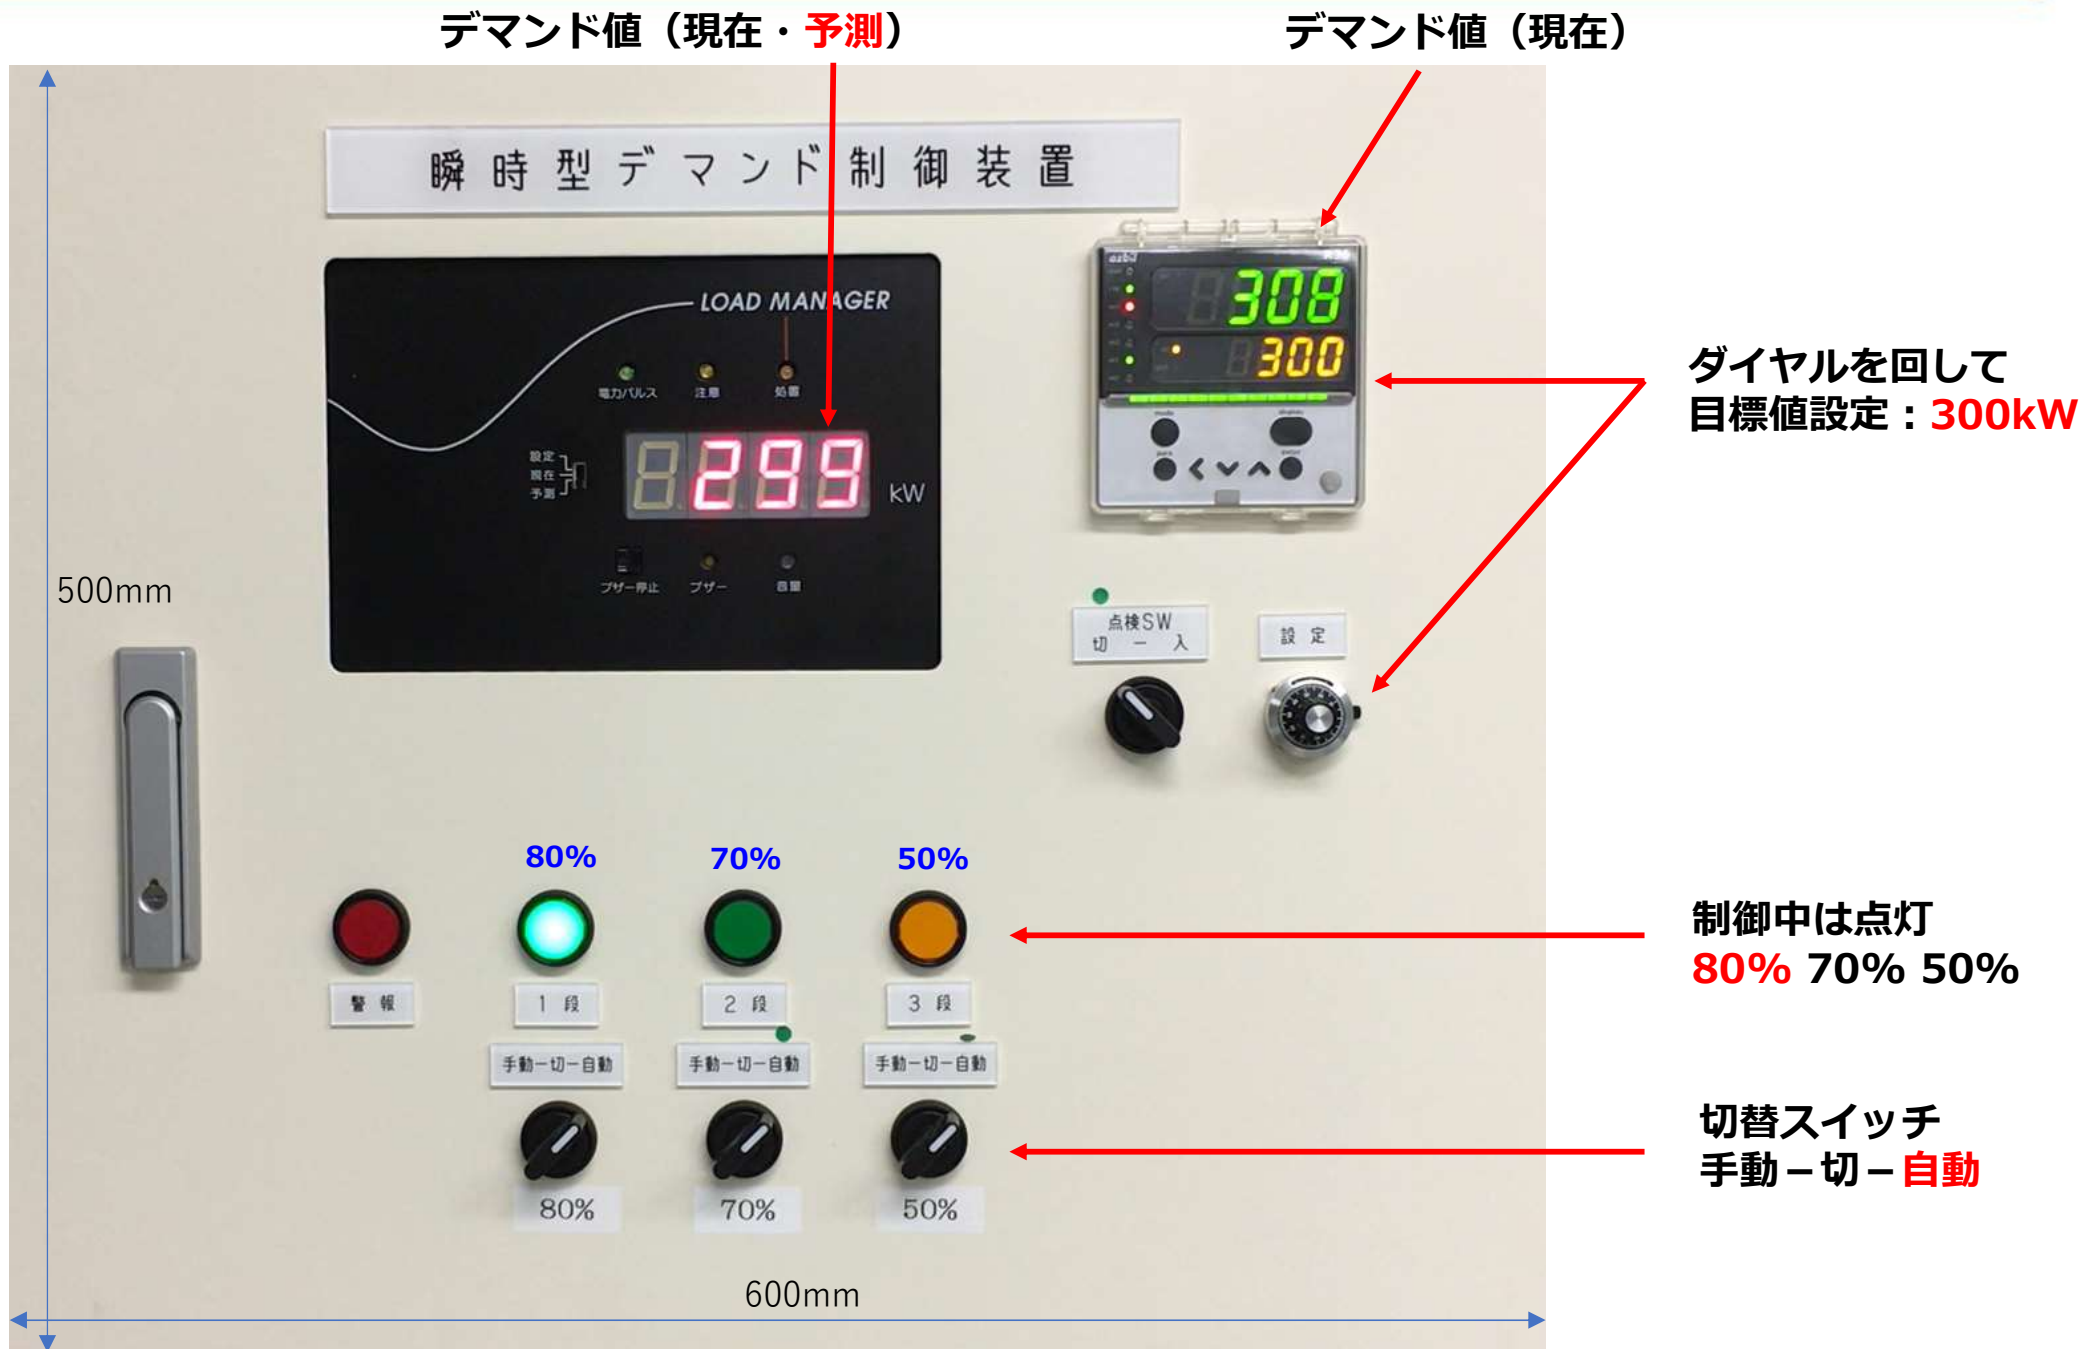 デマンド値（現在・予測）
デマンド値（現在）
瞬時型デマンド制御装置
LOAD MANAGER
電力パルス
注意
処置
設定
現在
予測
299
kW
ブザー停止
ブザー
音量
azbil
308
300
mode
display
para
enter
ダイヤルを回して
目標値設定：300kW
500mm
点検SW
切 ー 入
設定
80%
70%
50%
警報
1段
2段
3段
制御中は点灯
80% 70% 50%
手動ー切ー自動
手動ー切ー自動
手動ー切ー自動
切替スイッチ
手動－切－自動
80%
70%
50%
600mm